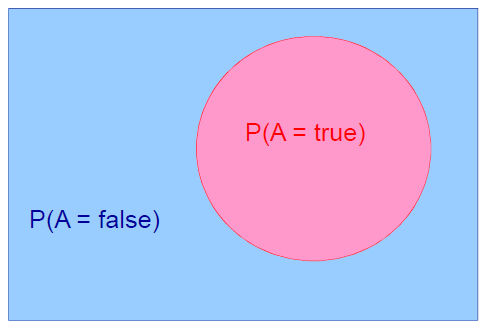 P(A = true)
P(A = false)